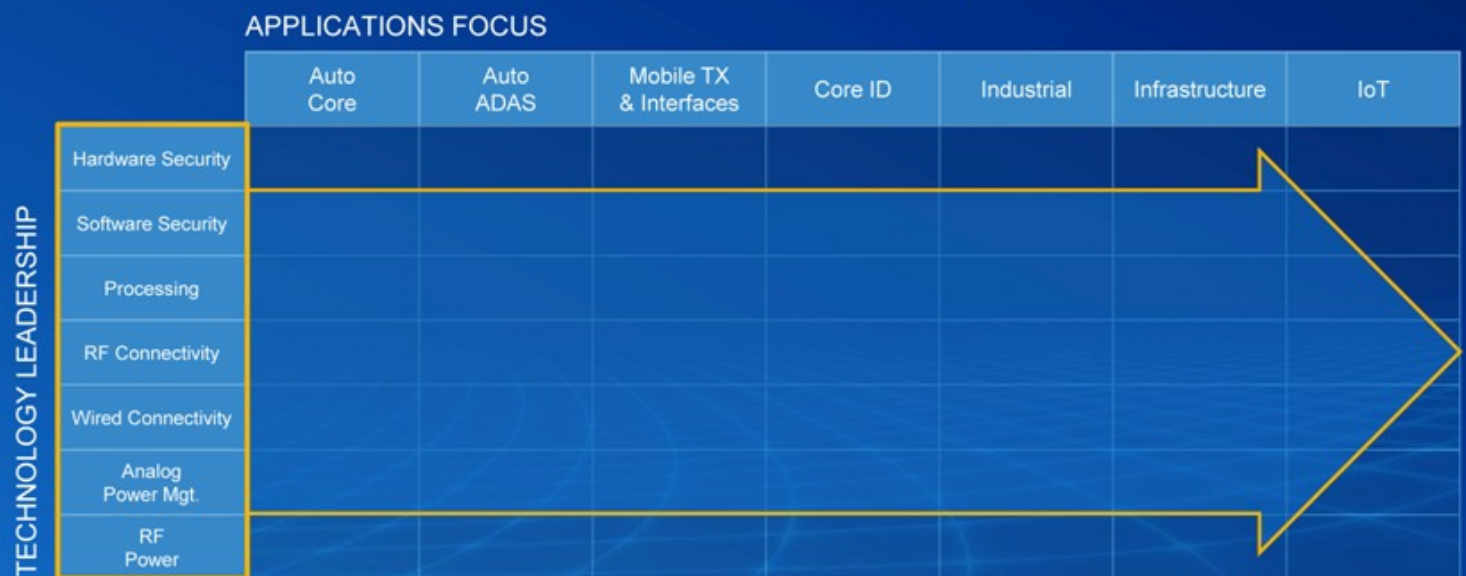 APPLICATIONS FOCUS
Auto
Core
Auto
ADAS
Mobile TX
& Interfaces
Core ID
Industrial
Infrastructure
IoT
TECHNOLOGY LEADERSHIP
Hardware Security
Software Security
Processing
RF Connectivity
Wired Connectivity
Analog
Power Mgt.
RF
Power